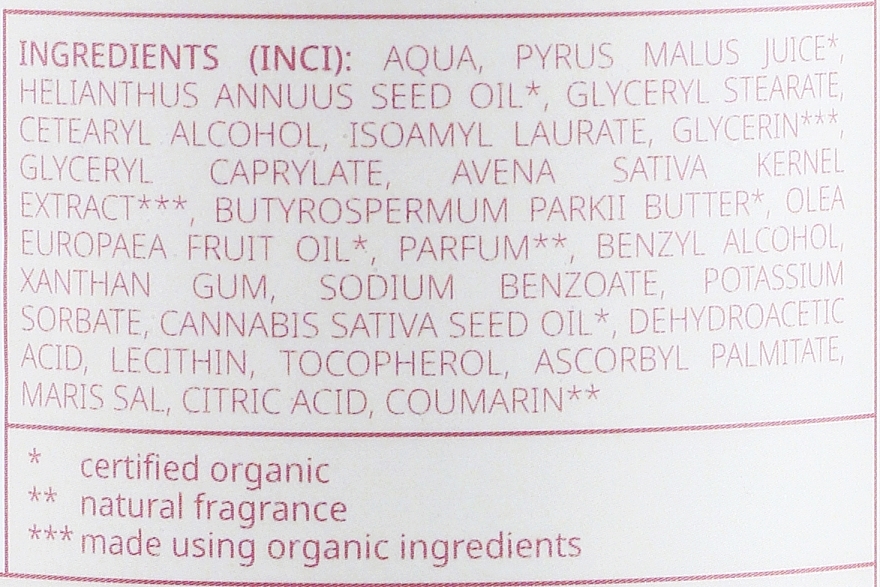 INGREDIENTS (INCI): AQUA, PYRUS MALUS JUICE*,
HELIANTHUS ANNUUS SEED OIL*, GLYCERYL STEARATE,
CETEARYL ALCOHOL, ISOAMYL LAURATE, GLYCERIN***,
GLYCERYL CAPRYLATE, AVENA SATIVA KERNEL
EXTRACT***, BUTYROSPERMUM PARKII BUTTER*, OLEA
EUROPAEA FRUIT OIL*, PARFUM**, BENZYL ALCOHOL,
XANTHAN GUM, SODIUM BENZOATE, POTASSIUM
SORBATE, CANNABIS SATIVA SEED OIL*, DEHYDROACETIC
ACID, LECITHIN, TOCOPHEROL, ASCORBYL PALMITATE,
MARIS SAL, CITRIC ACID, COUMARIN**
* certified organic
** natural fragrance
*** made using organic ingredients